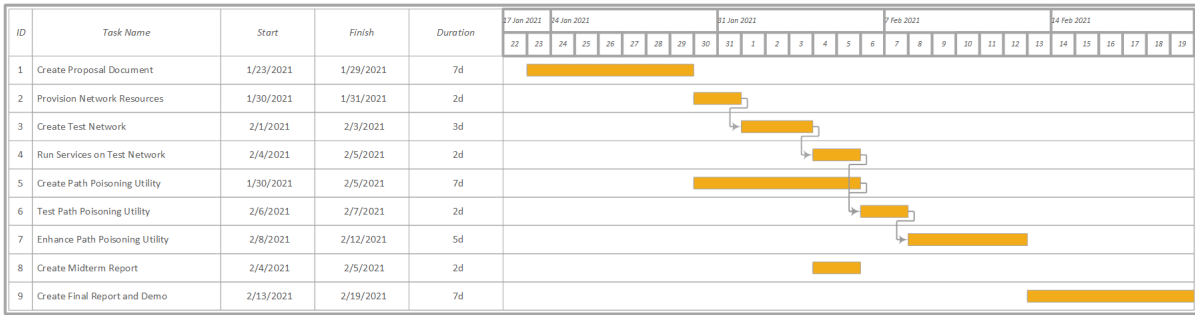 ID Task Name Start Finish Duration 17 Jan 2021 24 Jan 2021 31 Jan 2021 7 Feb 2021 14 Feb 2021
22 23 24 25 26 27 28 29 30 31 1 2 3 4 5 6 7 8 9 10 11 12 13 14 15 16 17 18 19
1 Create Proposal Document 1/23/2021 1/29/2021 7d
2 Provision Network Resources 1/30/2021 1/31/2021 2d
3 Create Test Network 2/1/2021 2/3/2021 3d
4 Run Services on Test Network 2/4/2021 2/5/2021 2d
5 Create Path Poisoning Utility 1/30/2021 2/5/2021 7d
6 Test Path Poisoning Utility 2/6/2021 2/7/2021 2d
7 Enhance Path Poisoning Utility 2/8/2021 2/12/2021 5d
8 Create Midterm Report 2/4/2021 2/5/2021 2d
9 Create Final Report and Demo 2/13/2021 2/19/2021 7d